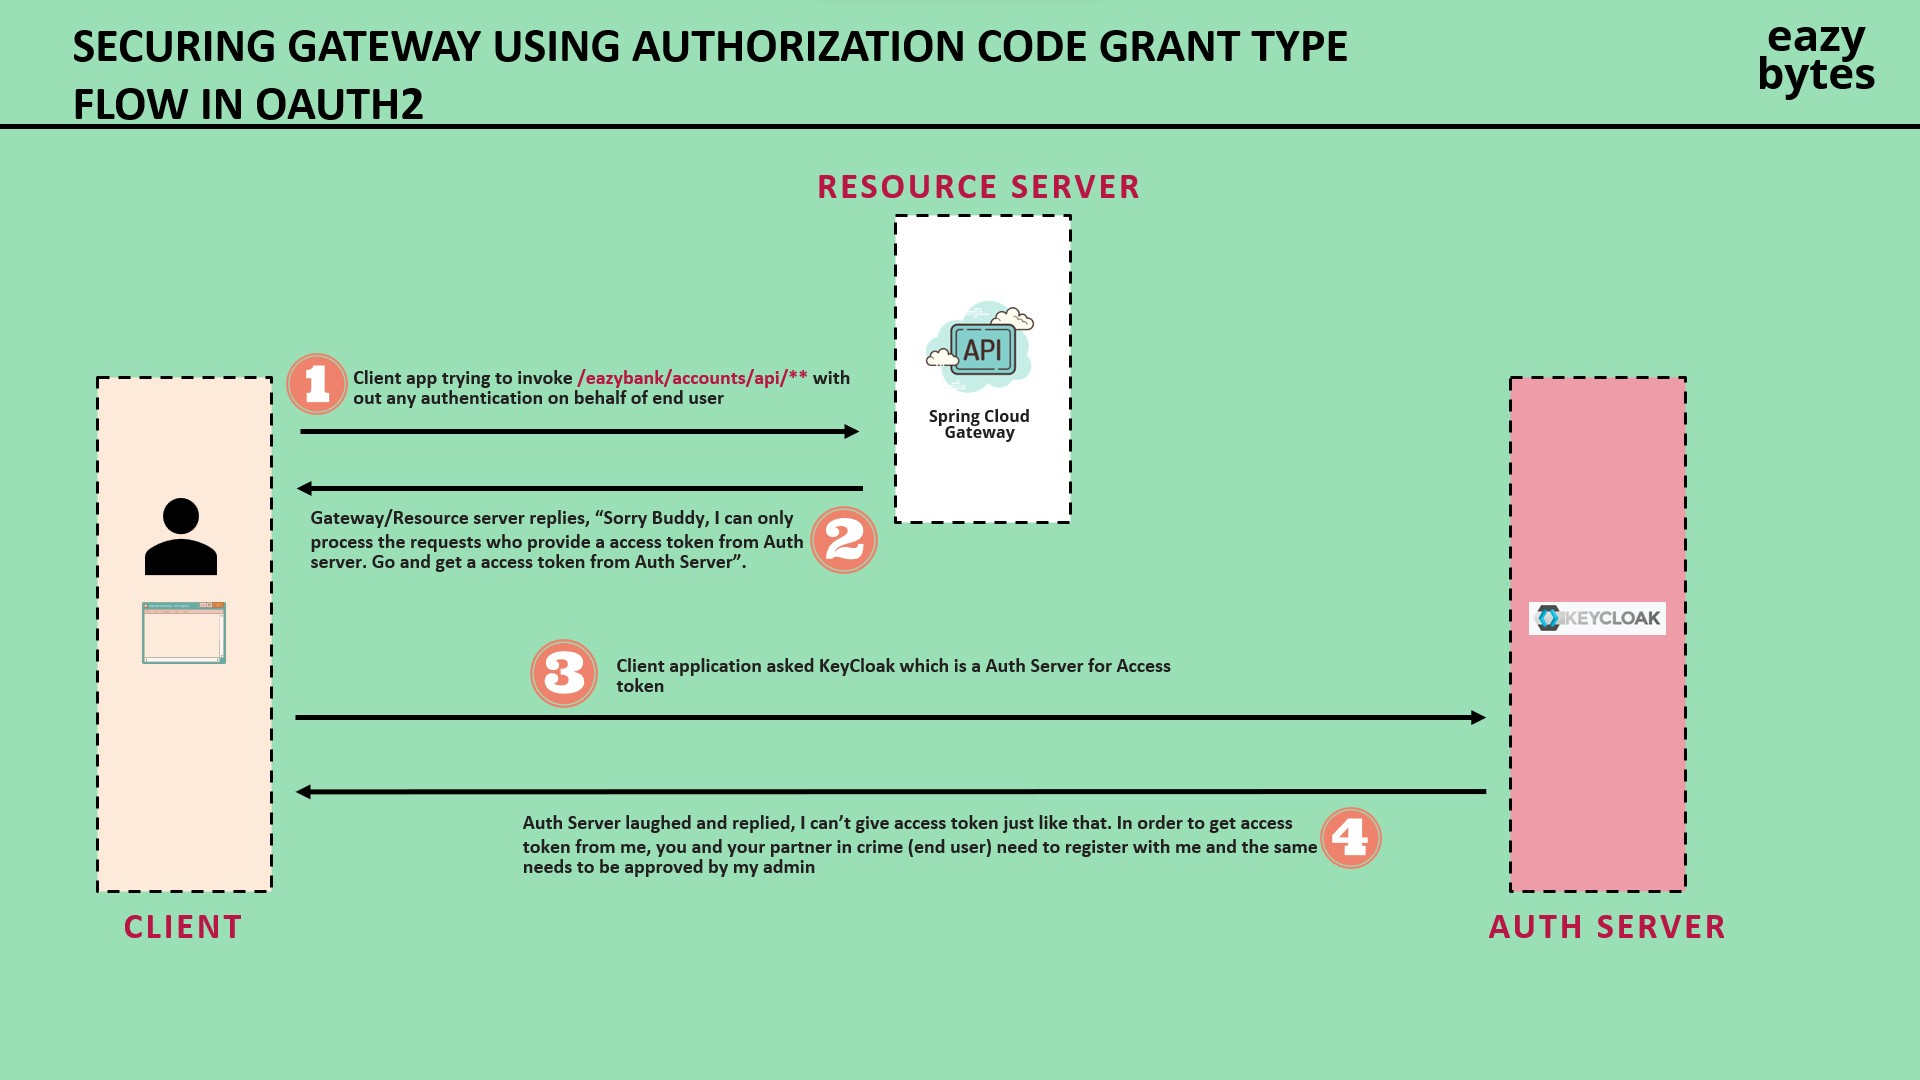 SECURING GATEWAY USING AUTHORIZATION CODE GRANT TYPE
FLOW IN OAUTH2
eazy
bytes
RESOURCE SERVER
API
Spring Cloud
Gateway
1
Client app trying to invoke /eazybank/accounts/api/** with
out any authentication on behalf of end user
Gateway/Resource server replies, “Sorry Buddy, I can only
process the requests who provide a access token from Auth
server. Go and get a access token from Auth Server”.
2
KEYCLOAK
3
Client application asked KeyCloak which is a Auth Server for Access
token
Auth Server laughed and replied, I can’t give access token just like that. In order to get access
token from me, you and your partner in crime (end user) need to register with me and the same
needs to be approved by my admin
4
CLIENT
AUTH SERVER